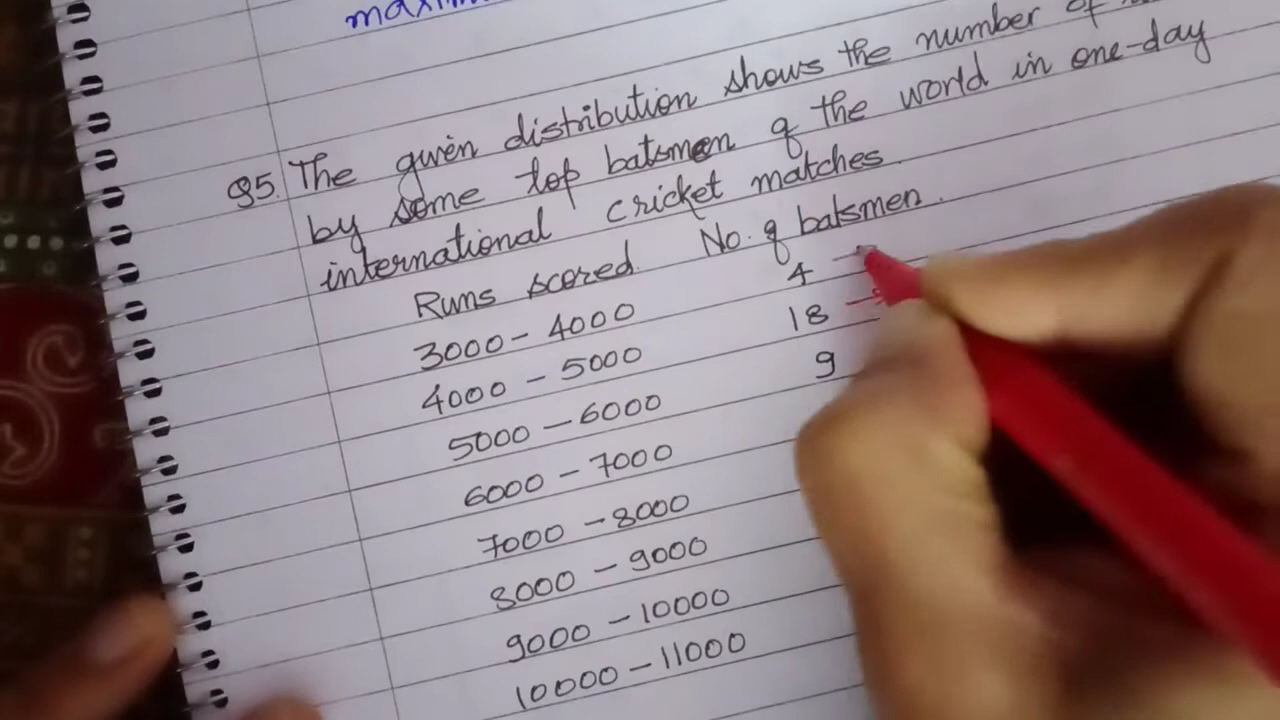 Q5. The given distribution shows the number of
by some top batsmen of the world in one-day
international cricket matches.
Runs scored. No. of batsmen.
3000 - 4000 4
4000 - 5000 18
5000 - 6000 9
6000 - 7000
7000 - 8000
8000 - 9000
9000 - 10000
10000 - 11000